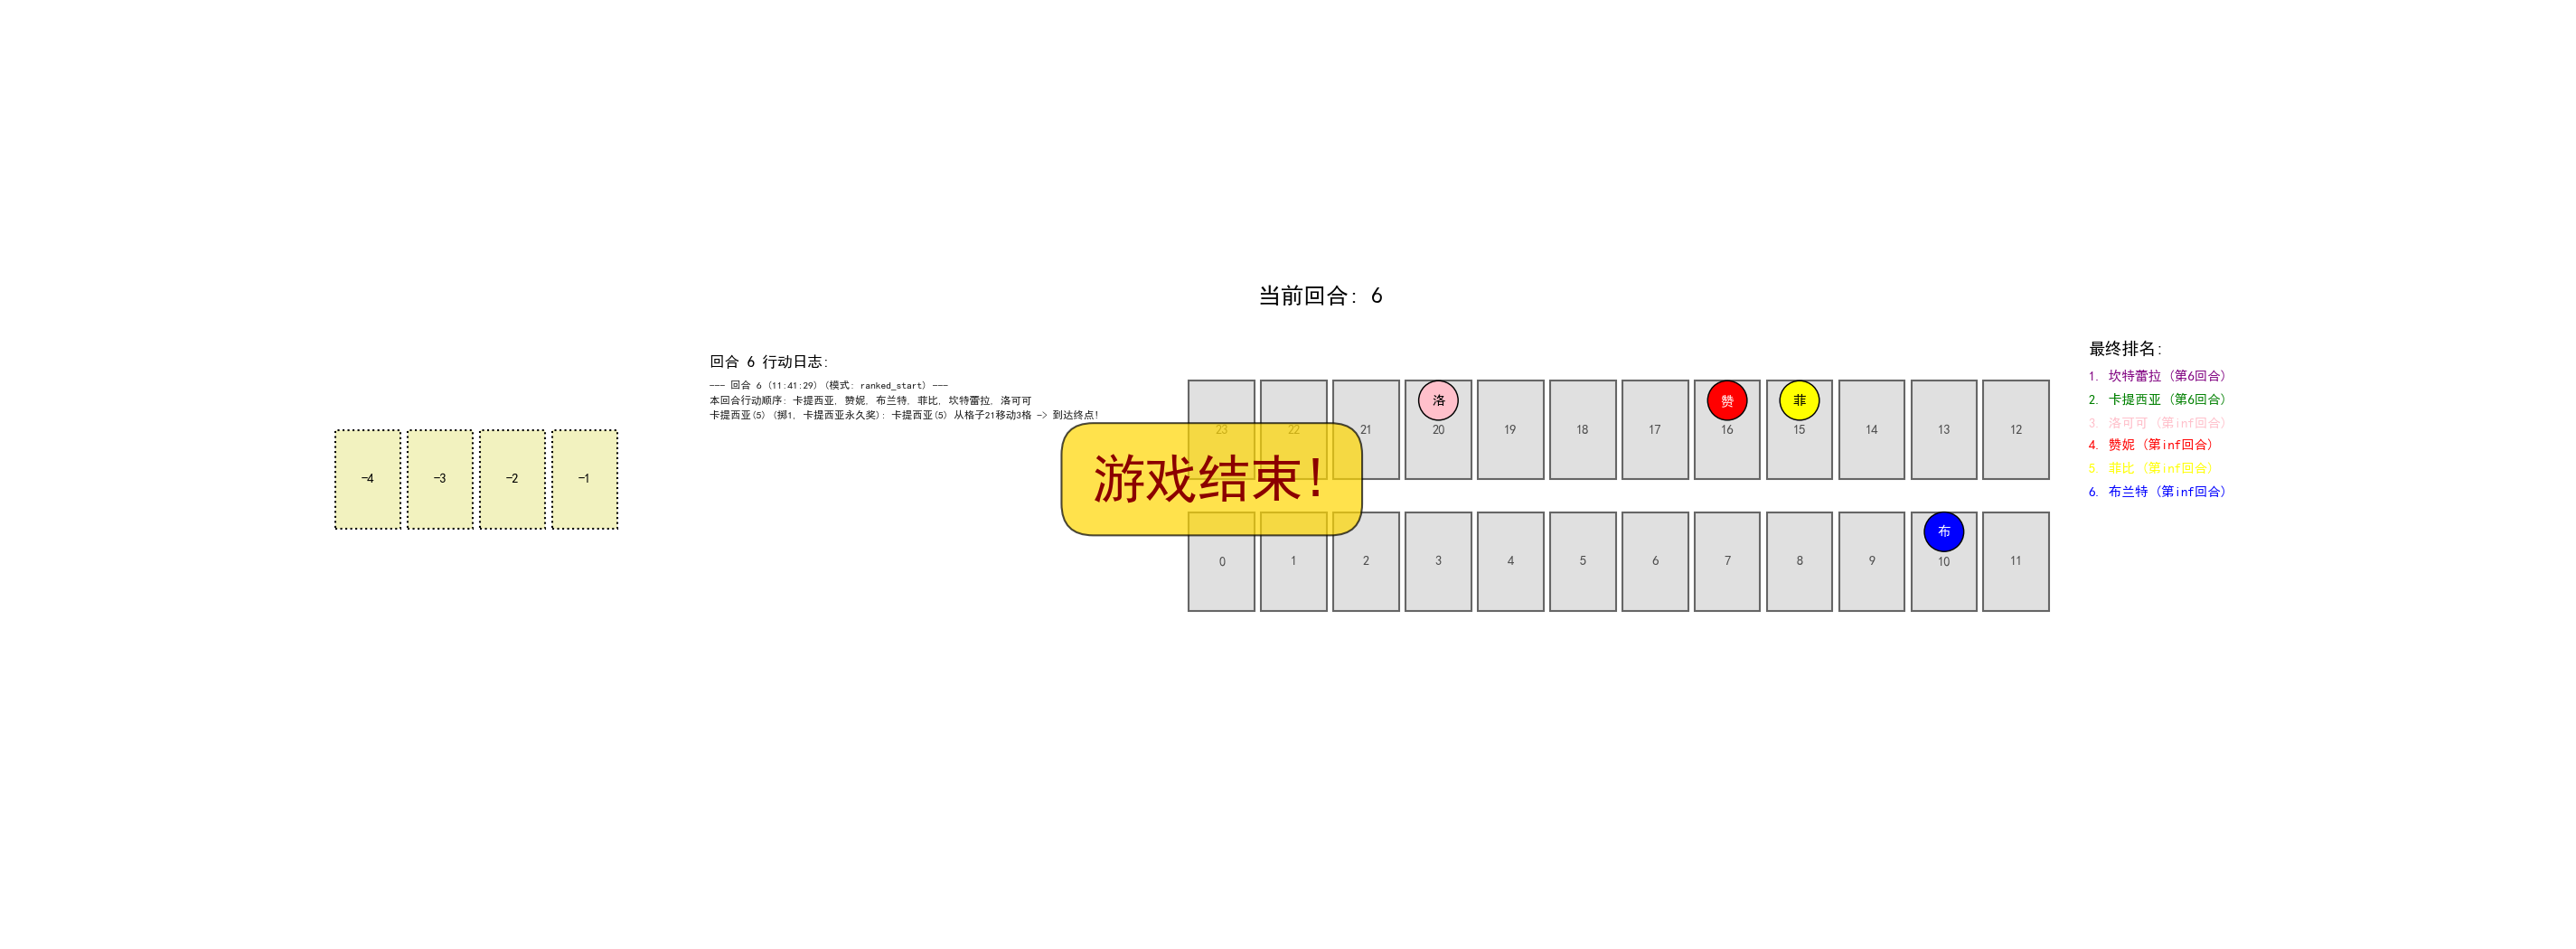 当前回合: 6
回合 6 行动日志:
--- 回合 6 (11:41:29) (模式: ranked_start) ---
本回合行动顺序: 卡提西亚, 赞妮, 布兰特, 菲比, 坎特蕾拉, 洛可可
卡提西亚(5) (掷1, 卡提西亚永久奖): 卡提西亚(5) 从格子21移动3格 -> 到达终点!
最终排名:
1. 坎特蕾拉 (第6回合)
2. 卡提西亚 (第6回合)
3. 洛可可 (第inf回合)
4. 赞妮 (第inf回合)
5. 菲比 (第inf回合)
6. 布兰特 (第inf回合)
洛 赞 菲
23 22 21 20 19 18 17 16 15 14 13 12
-4 -3 -2 -1
游戏结束!
布
0 1 2 3 4 5 6 7 8 9 10 11